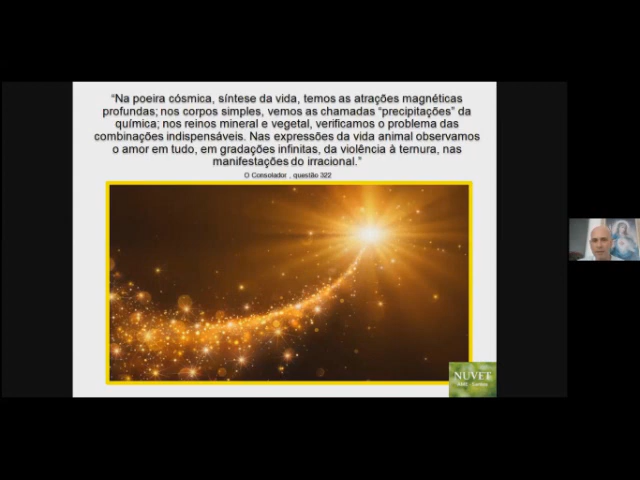 “Na poeira cósmica, síntese da vida, temos as atrações magnéticas
profundas; nos corpos simples, vemos as chamadas “precipitações” da
química; nos reinos mineral e vegetal, verificamos o problema das
combinações indispensáveis. Nas expressões da vida animal observamos
o amor em tudo, em gradações infinitas, da violência à ternura, nas
manifestações do irracional.”
O Consolador , questão 322
NUVET